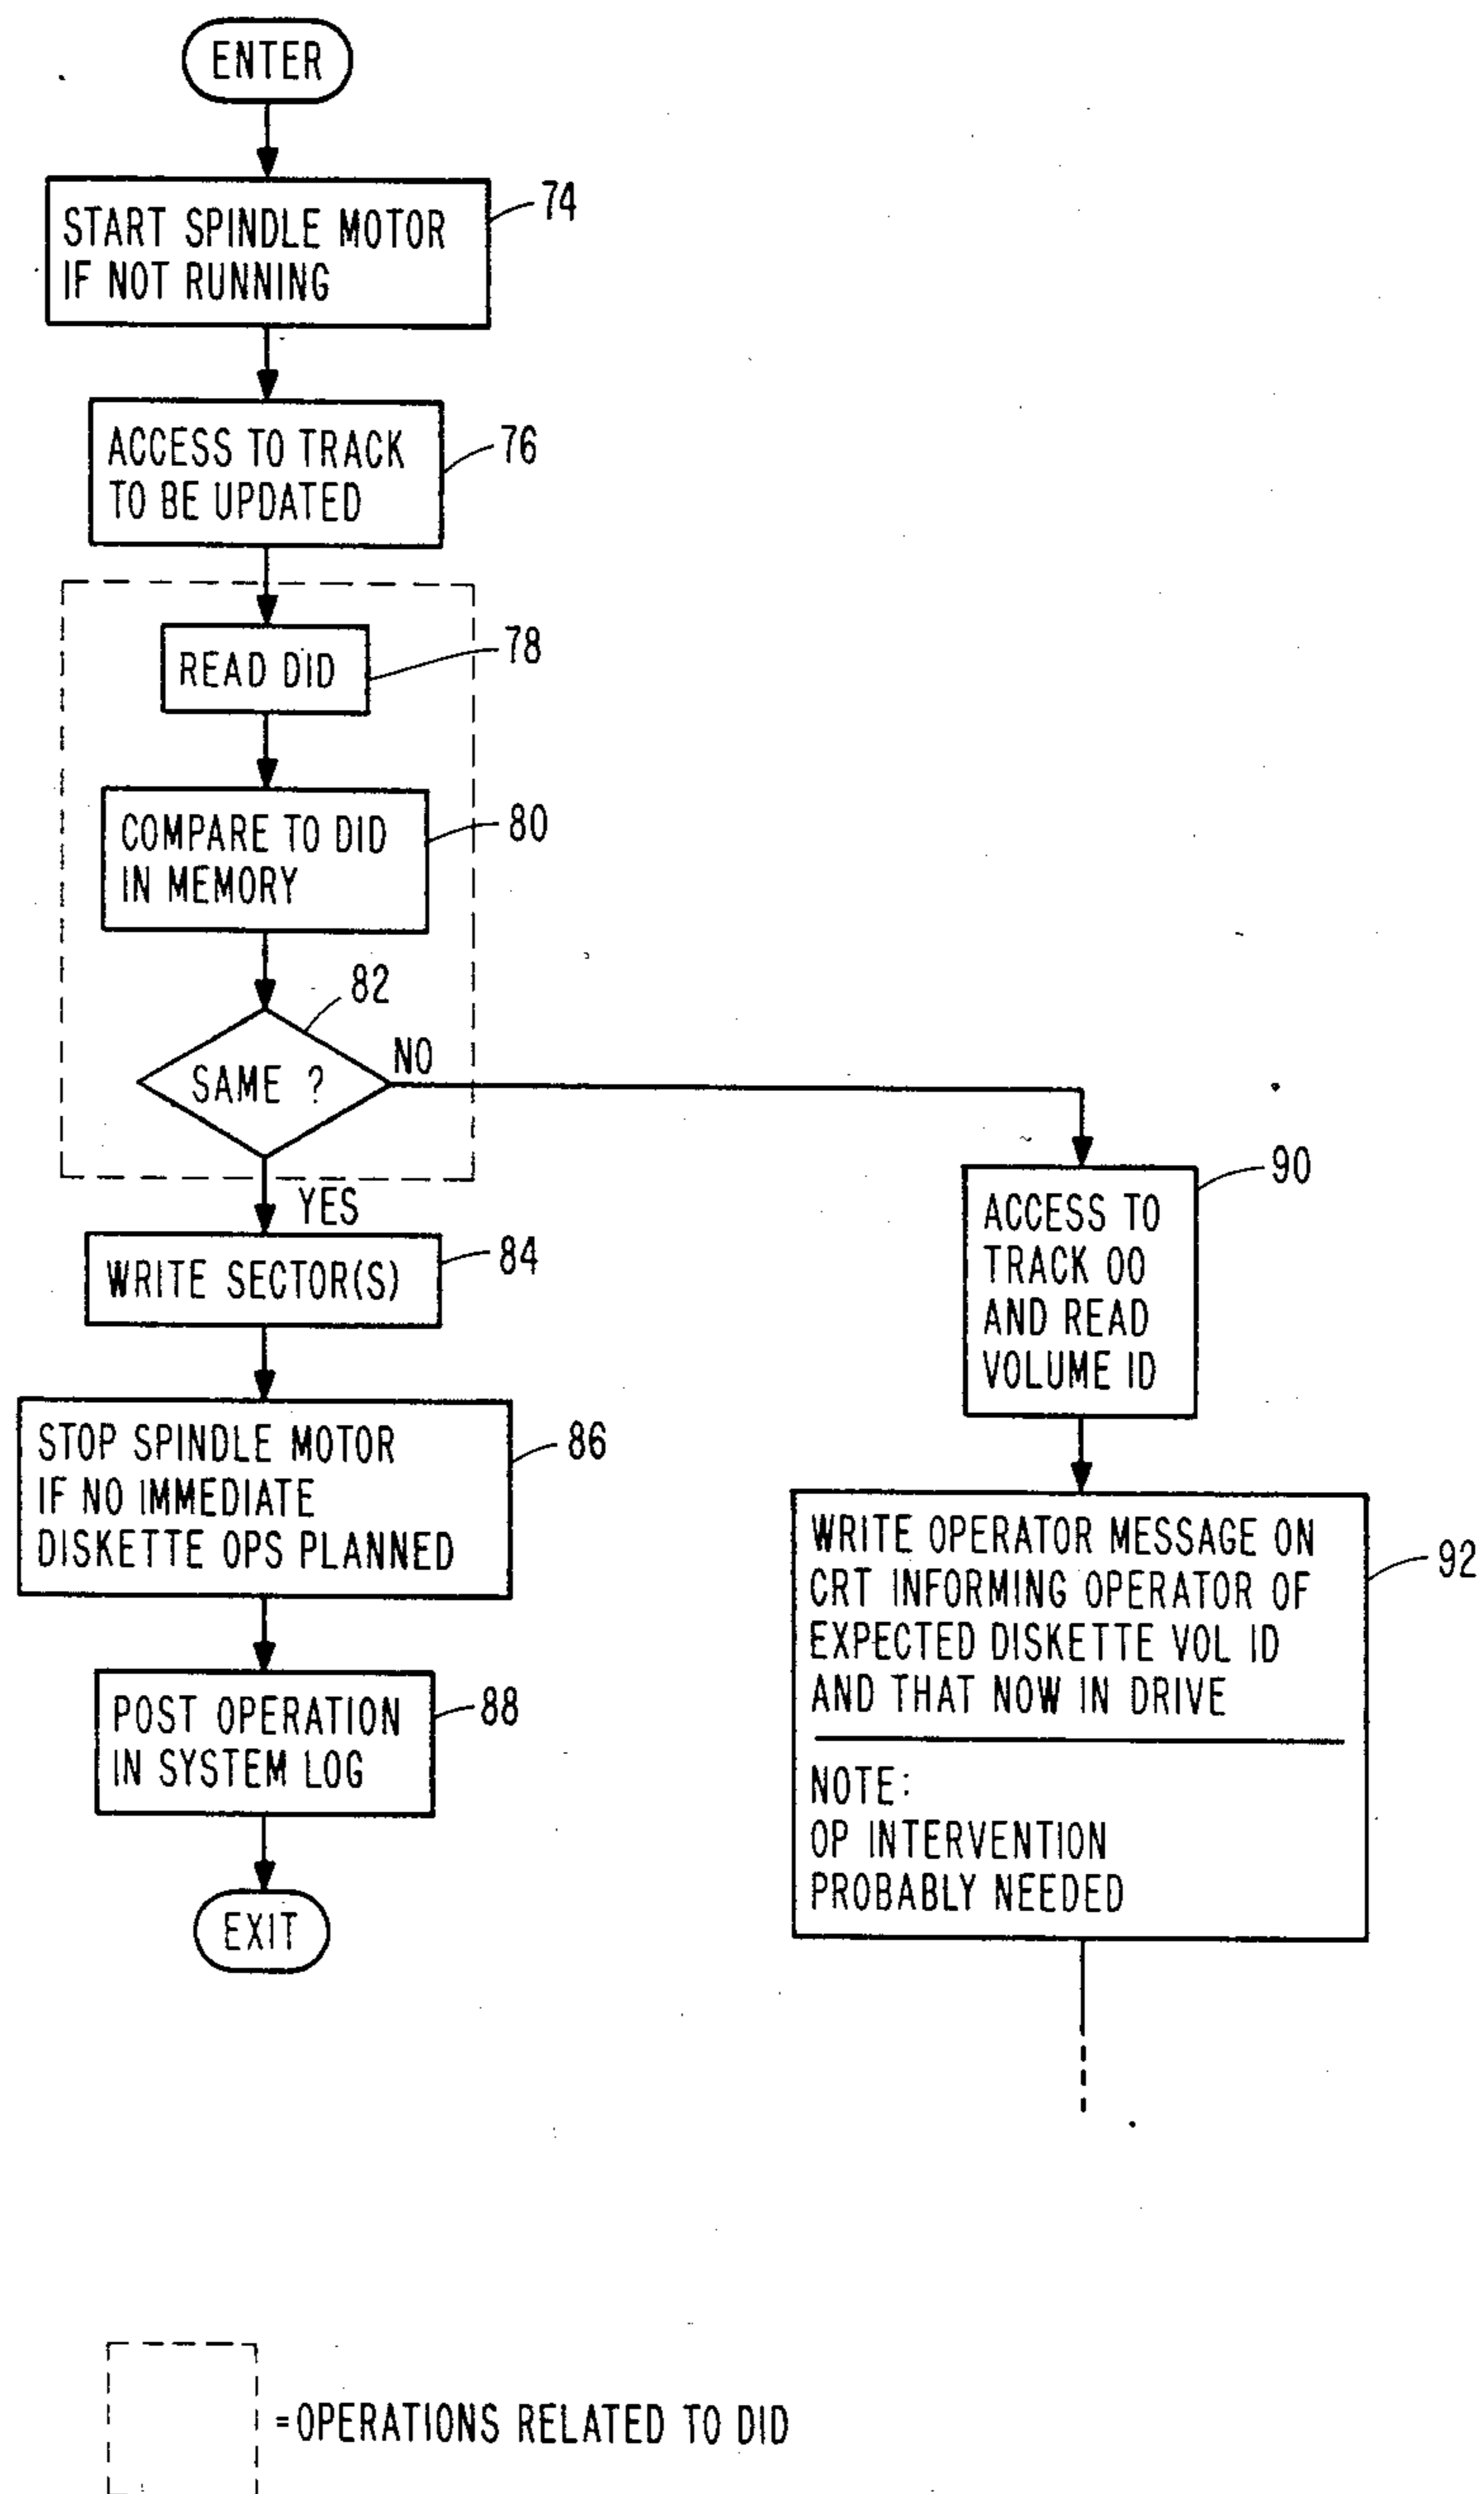 ENTER
START SPINDLE MOTOR
IF NOT RUNNING
74
ACCESS TO TRACK
TO BE UPDATED
76
READ DID
78
COMPARE TO DID
IN MEMORY
80
82
SAME ?
NO
YES
WRITE SECTOR(S)
84
STOP SPINDLE MOTOR
IF NO IMMEDIATE
DISKETTE OPS PLANNED
86
POST OPERATION
IN SYSTEM LOG
88
EXIT
90
ACCESS TO
TRACK 00
AND READ
VOLUME ID
WRITE OPERATOR MESSAGE ON
CRT INFORMING OPERATOR OF
EXPECTED DISKETTE VOL ID
AND THAT NOW IN DRIVE
92
NOTE:
OP INTERVENTION
PROBABLY NEEDED
=OPERATIONS RELATED TO DID